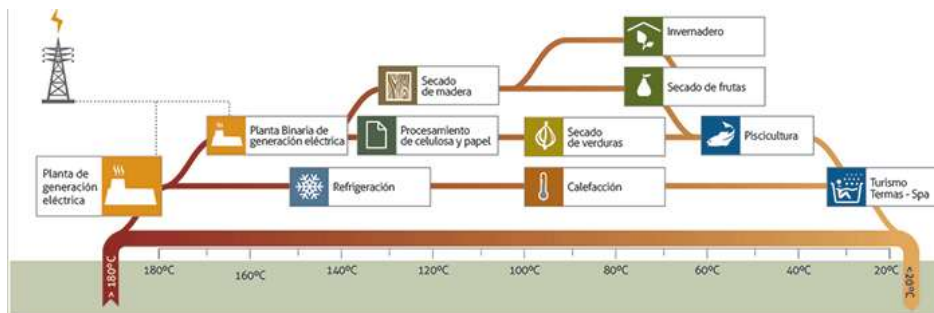 Invernadero
Secado
de madera
Secado de frutas
Planta Binaria de
generación eléctrica
Procesamiento
de celulosa y papel
Secado
de verduras
Piscicultura
Planta de
generación
eléctrica
Refrigeración
Calefacción
Turismo
Termas - Spa
> 180ºC
180ºC
160ºC
140ºC
120ºC
100ºC
80ºC
60ºC
40ºC
20ºC
<20ºC